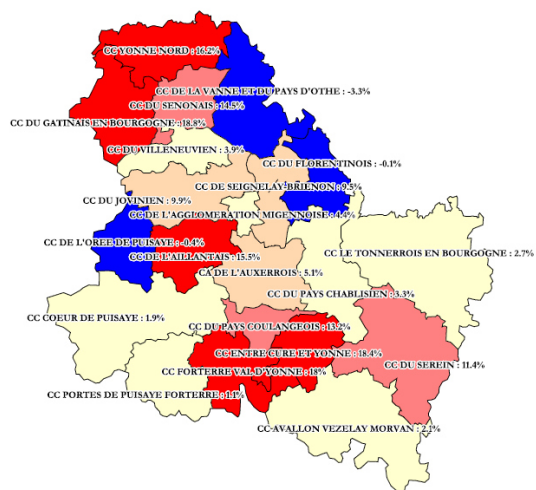 CC YONNE NORD : 16.2%
CC DE LA VANNE ET DU PAYS D'OTHE : -3.3%
CC DU SENONAIS : 14.5%
CC DU GATINAIS EN BOURGOGNE : 18.8%
CC DU VILLENEUVIEN : 3.9%
CC DU FLORENTINOIS : -0.1%
CC DE SEIGNELAY BRIENON : 9.5%
CC DU JOVINIEN : 9.9%
CC DE L'AGGLOMERATION MIGENNOISE : 4.4%
CC DE L'OREE DE PUISAYE : -0.4%
CC DE L'AILLANTAIS : 15.5%
CC LE TONNERROIS EN BOURGOGNE : 2.7%
CA DE L'AUXERROIS : 5.1%
CC DU PAYS CHABLISIEN : 3.3%
CC COEUR DE PUISAYE : 1.9%
CC DU PAYS COULANGEOIS : 13.2%
CC ENTRE CURE ET YONNE : 18.4%
CC DU SEREIN : 11.4%
CC FORTERRE VAL D'YONNE : 18%
CC PORTES DE PUISAYE FORTERRE : 1.1%
CC AVALLON VEZELAY MORVAN : 2.1%